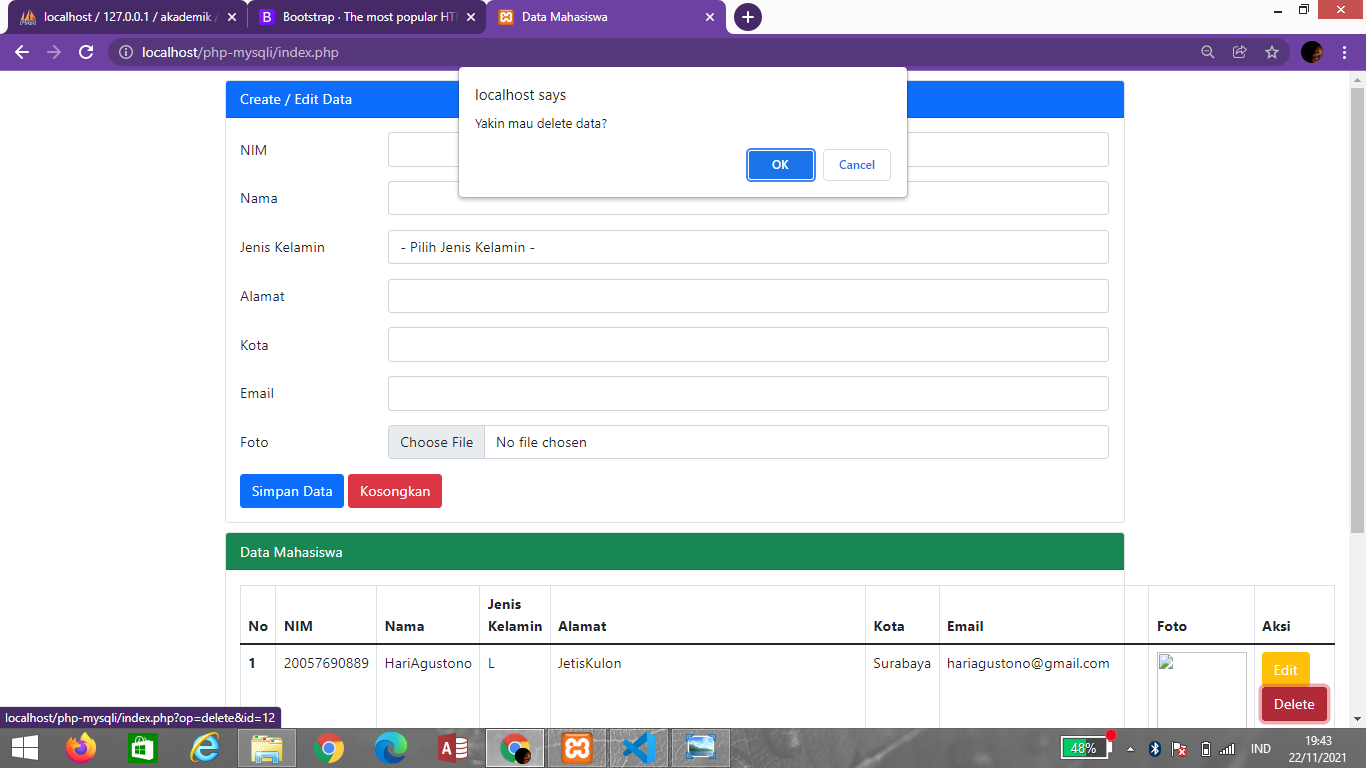 localhost / 127.0.0.1 / akademik /
Bootstrap · The most popular HT
Data Mahasiswa
localhost/php-mysqli/index.php
localhost says
Yakin mau delete data?
OK Cancel
Create / Edit Data
NIM
Nama
Jenis Kelamin - Pilih Jenis Kelamin -
Alamat
Kota
Email
Foto Choose File No file chosen
Simpan Data Kosongkan
Data Mahasiswa
No NIM Nama Jenis Kelamin Alamat Kota Email Foto Aksi
1 20057690889 HariAgustono L JetisKulon Surabaya hariagustono@gmail.com Edit
Delete
localhost/php-mysqli/index.php?op=delete&id=12
48% IND 19:43
22/11/2021